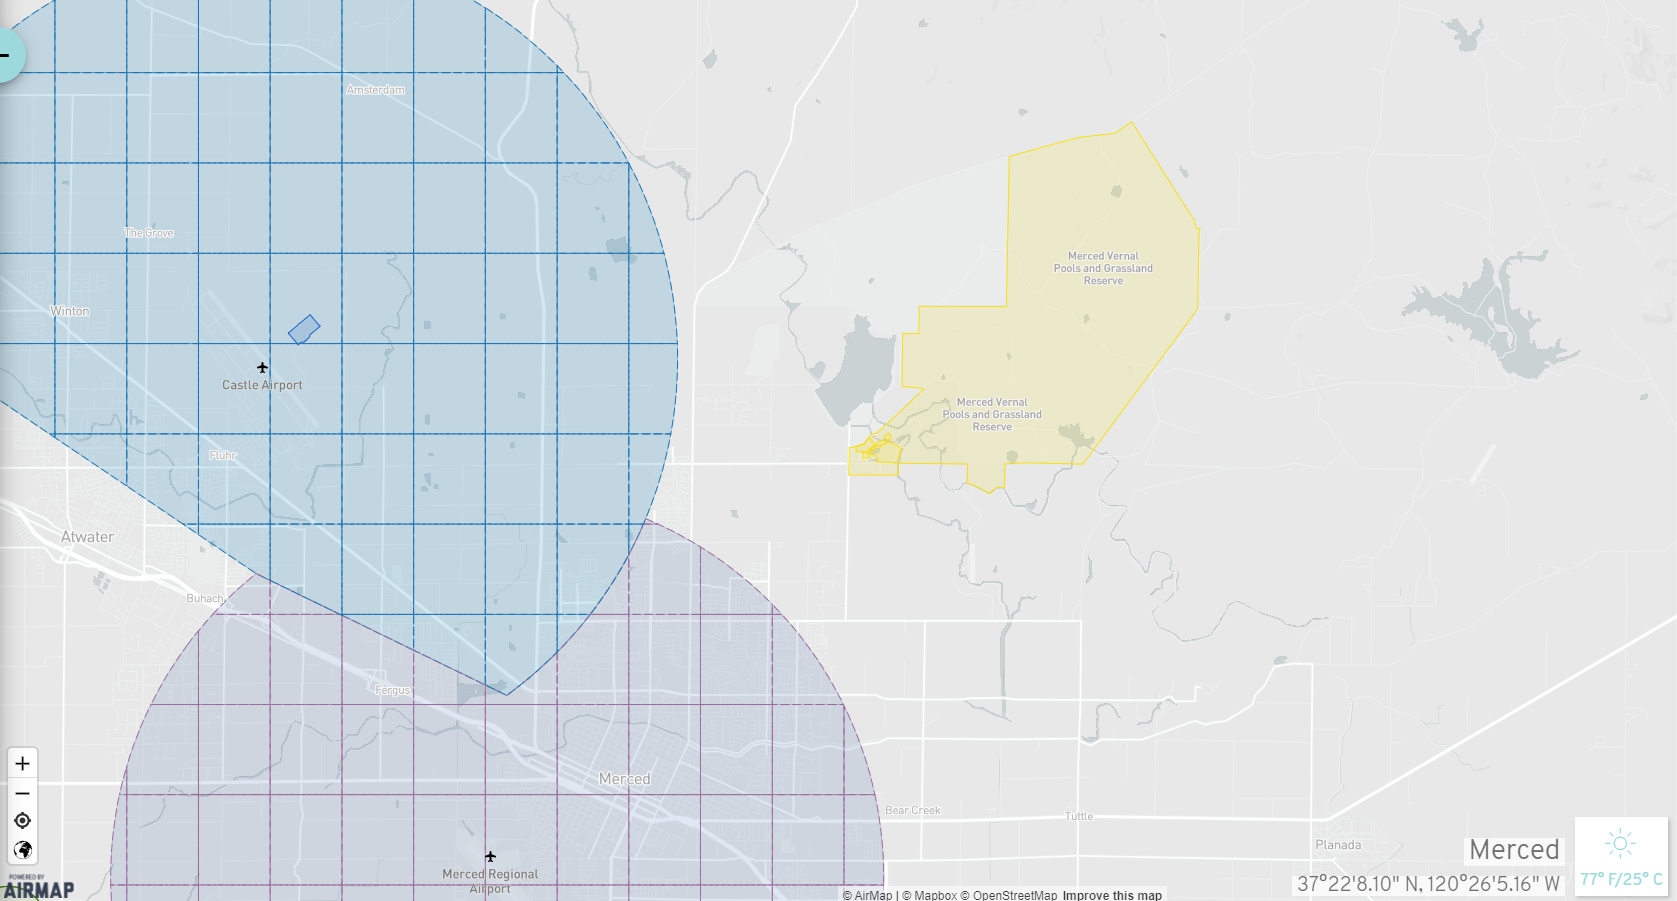 Amsterdam
The Grove
Merced Vernal
Pools and Grassland
Reserve
Winton
Castle Airport
Merced Vernal
Pools and Grassland
Reserve
Fluhr
Atwater
Buhach
Fergus
Merced
Bear Creek
Tuttle
Planada
Merced
Merced Regional
Airport
37°22'8.10" N, 120°26'5.16" W
77° F/25° C
POWERED BY
AIRMAP
© AirMap | © Mapbox © OpenStreetMap Improve this map